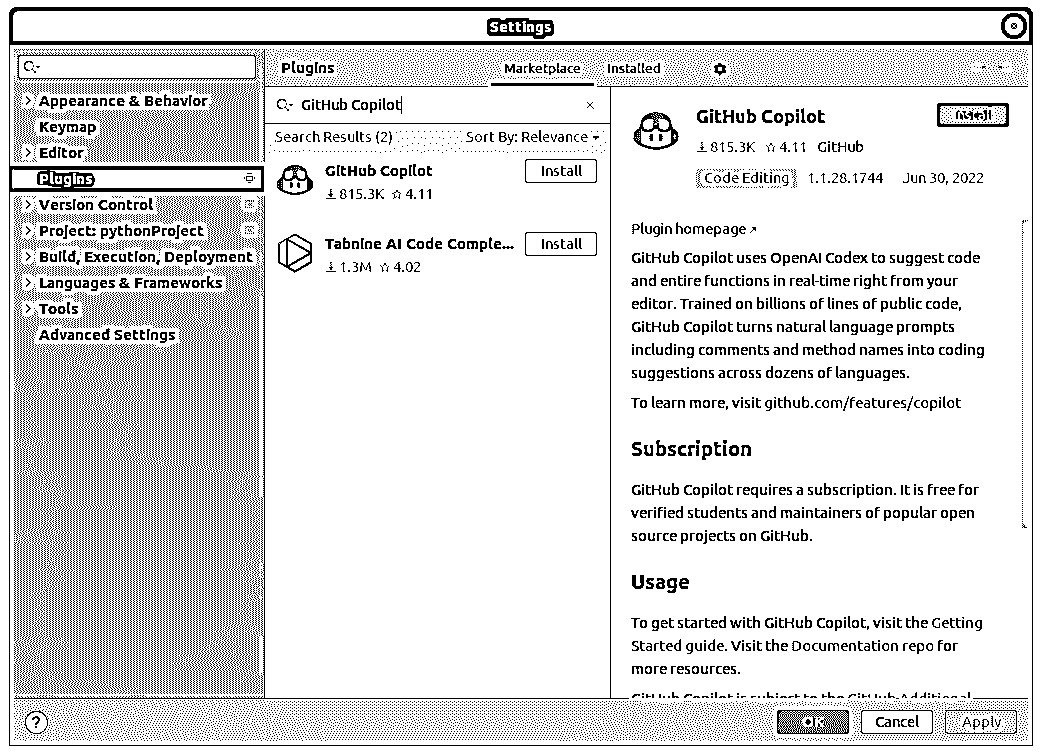 Settings
Plugins
Marketplace
Installed
Appearance & Behavior
Keymap
Editor
Plugins
Version Control
Project: pythonProject
Build, Execution, Deployment
Languages & Frameworks
Tools
Advanced Settings
GitHub Copilot
Search Results (2)
Sort By: Relevance
GitHub Copilot
Install
815.3K 4.11
Tabnine AI Code Comple...
Install
1.3M 4.02
GitHub Copilot
Install
815.3K 4.11 GitHub
Code Editing 1.1.28.1744 Jun 30, 2022
Plugin homepage
GitHub Copilot uses OpenAI Codex to suggest code
and entire functions in real-time right from your
editor. Trained on billions of lines of public code,
GitHub Copilot turns natural language prompts
including comments and method names into coding
suggestions across dozens of languages.
To learn more, visit github.com/features/copilot
Subscription
GitHub Copilot requires a subscription. It is free for
verified students and maintainers of popular open
source projects on GitHub.
Usage
To get started with GitHub Copilot, visit the Getting
Started guide. Visit the Documentation repo for
more resources.
GitHub Copilot is subject to the GitHub Additional
?
OK
Cancel
Apply